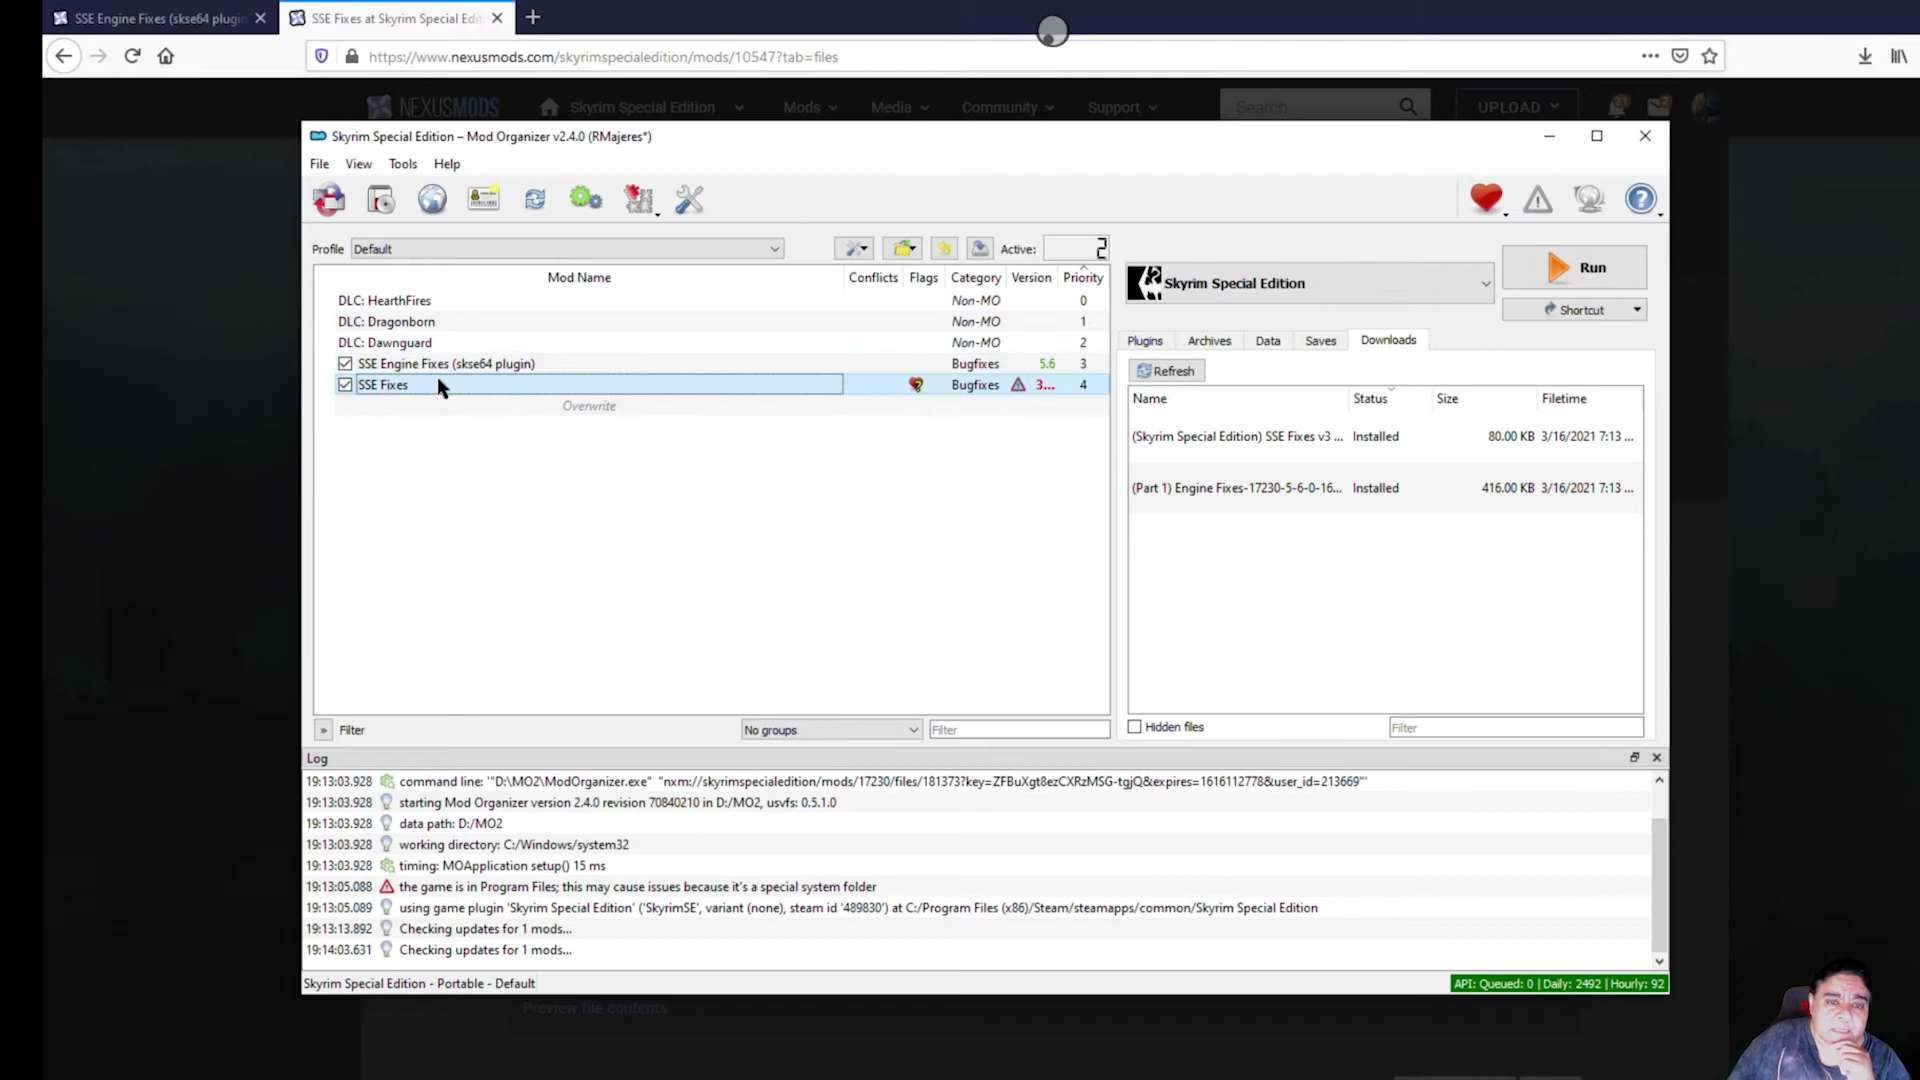 SSE Engine Fixes (skse64 plugin
SSE Fixes at Skyrim Special Edit
https://www.nexusmods.com/skyrimspecialedition/mods/10547?tab=files
NEXUSMODS
Skyrim Special Edition
Mods
Media
Community
Support
Search
UPLOAD
Skyrim Special Edition – Mod Organizer v2.4.0 (RMajeres*)
File View Tools Help
Profile Default
Active: 2
Mod Name Conflicts Flags Category Version Priority
DLC: HearthFires Non-MO 0
DLC: Dragonborn Non-MO 1
DLC: Dawnguard Non-MO 2
SSE Engine Fixes (skse64 plugin) Bugfixes 5.6 3
SSE Fixes Bugfixes 3... 4
Overwrite
» Filter
No groups
Filter
Skyrim Special Edition
Run
Shortcut
Plugins Archives Data Saves Downloads
Refresh
Name Status Size Filetime
(Skyrim Special Edition) SSE Fixes v3 ... Installed 80.00 KB 3/16/2021 7:13 ...
(Part 1) Engine Fixes-17230-5-6-0-16... Installed 416.00 KB 3/16/2021 7:13 ...
Hidden files
Filter
Log
19:13:03.928 command line: '"D:\MO2\ModOrganizer.exe" "nxm://skyrimspecialedition/mods/17230/files/181373?key=ZFBuXgt8ezCXRzMSG-tgjQ&expires=1616112778&user_id=213669"'
19:13:03.928 starting Mod Organizer version 2.4.0 revision 70840210 in D:/MO2, usvfs: 0.5.1.0
19:13:03.928 data path: D:/MO2
19:13:03.928 working directory: C:/Windows/system32
19:13:03.928 timing: MOApplication setup() 15 ms
19:13:05.088 the game is in Program Files; this may cause issues because it's a special system folder
19:13:05.089 using game plugin 'Skyrim Special Edition' ('SkyrimSE', variant (none), steam id '489830') at C:/Program Files (x86)/Steam/steamapps/common/Skyrim Special Edition
19:13:13.892 Checking updates for 1 mods...
19:14:03.631 Checking updates for 1 mods...
Skyrim Special Edition - Portable - Default
API: Queued: 0 | Daily: 2492 | Hourly: 92
Preview file contents